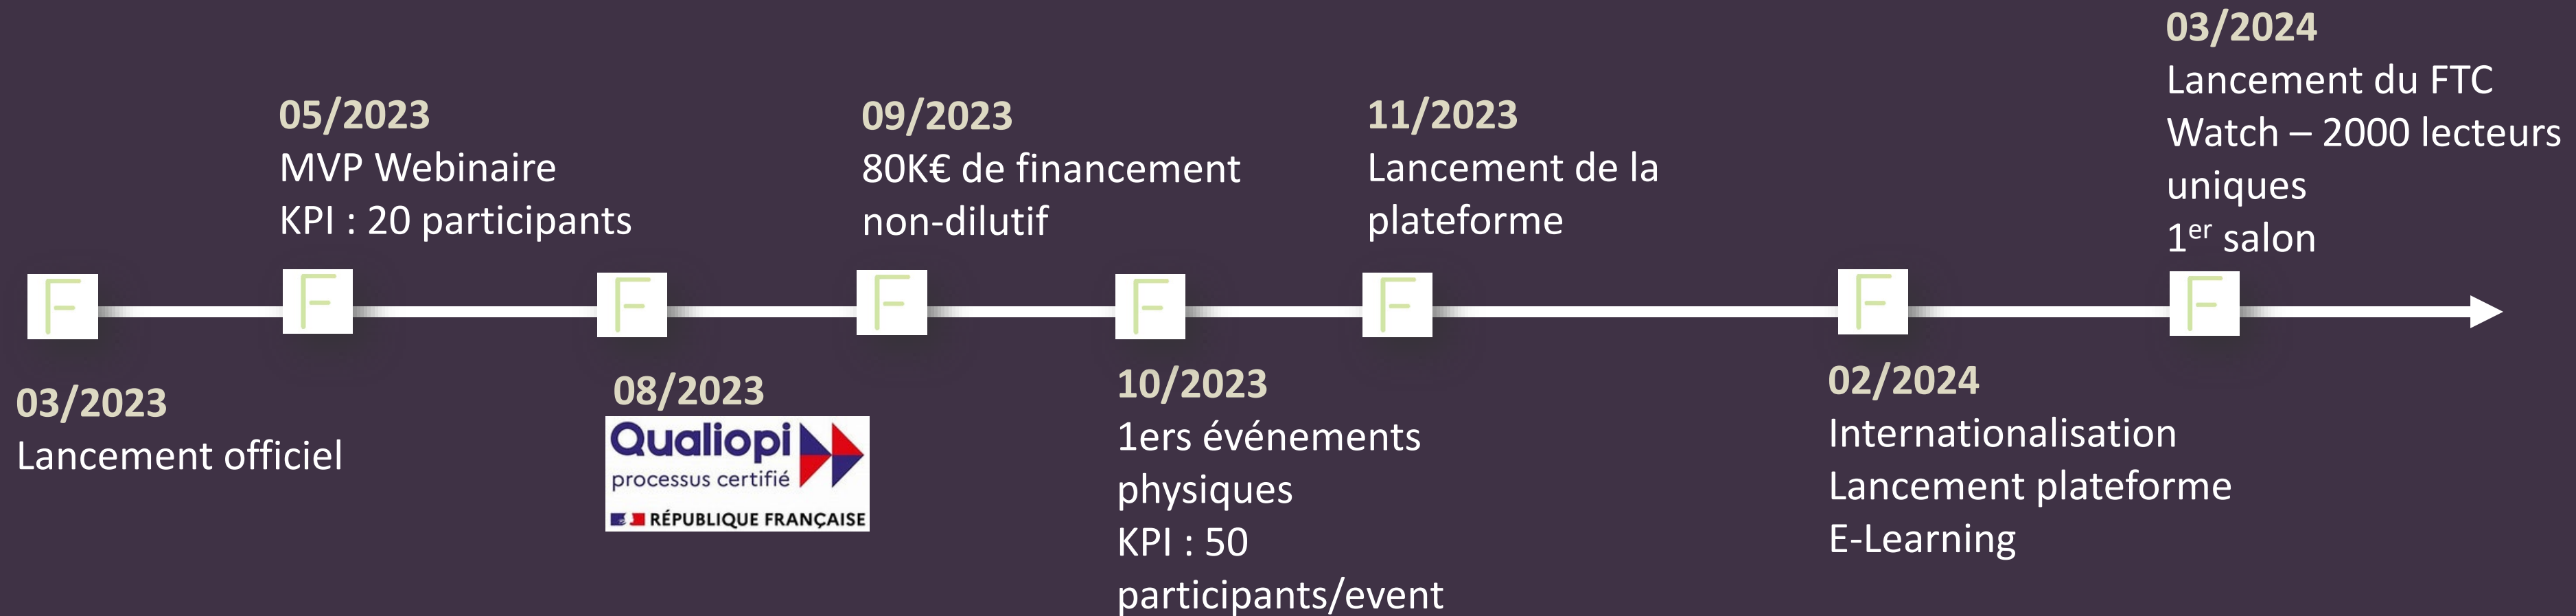 03/2023
Lancement officiel
05/2023
MVP Webinaire
KPI : 20 participants
08/2023
Qualiopi
processus certifié
RÉPUBLIQUE FRANÇAISE
09/2023
80K€ de financement
non-dilutif
10/2023
1ers événements
physiques
KPI : 50
participants/event
11/2023
Lancement de la
plateforme
02/2024
Internationalisation
Lancement plateforme
E-Learning
03/2024
Lancement du FTC
Watch – 2000 lecteurs
uniques
1er salon
F
F
F
F
F
F
F
F